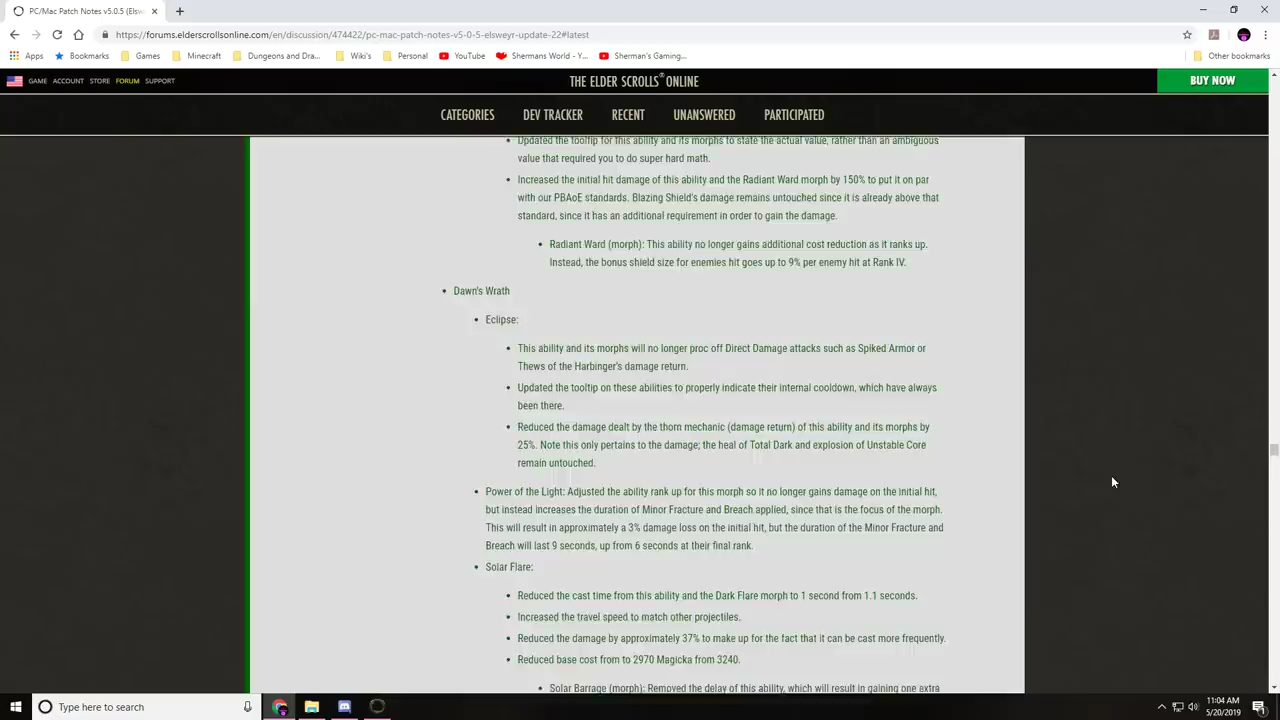 PC/Mac Patch Notes v5.0.5 (Elsw
https://forums.elderscrollsonline.com/en/discussion/474422/pc-mac-patch-notes-v5-0-5-elsweyr-update-22#latest
Apps Bookmarks Games Minecraft Dungeons and Dra... Wiki's Personal YouTube Shermans World - Y... Sherman's Gaming... Other bookmarks
GAME ACCOUNT STORE FORUM SUPPORT THE ELDER SCROLLS® ONLINE BUY NOW
CATEGORIES DEV TRACKER RECENT UNANSWERED PARTICIPATED
Updated the tooltip for this ability and its morphs to state the actual value, rather than an ambiguous
value that required you to do super hard math.
Increased the initial hit damage of this ability and the Radiant Ward morph by 150% to put it on par
with our PBAoE standards. Blazing Shield's damage remains untouched since it is already above that
standard, since it has an additional requirement in order to gain the damage.
Radiant Ward (morph): This ability no longer gains additional cost reduction as it ranks up.
Instead, the bonus shield size for enemies hit goes up to 9% per enemy hit at Rank IV.
Dawn's Wrath
Eclipse:
This ability and its morphs will no longer proc off Direct Damage attacks such as Spiked Armor or
Thews of the Harbinger's damage return.
Updated the tooltip on these abilities to properly indicate their internal cooldown, which have always
been there.
Reduced the damage dealt by the thorn mechanic (damage return) of this ability and its morphs by
25%. Note this only pertains to the damage; the heal of Total Dark and explosion of Unstable Core
remain untouched.
Power of the Light: Adjusted the ability rank up for this morph so it no longer gains damage on the initial hit,
but instead increases the duration of Minor Fracture and Breach applied, since that is the focus of the morph.
This will result in approximately a 3% damage loss on the initial hit, but the duration of the Minor Fracture and
Breach will last 9 seconds, up from 6 seconds at their final rank.
Solar Flare:
Reduced the cast time from this ability and the Dark Flare morph to 1 second from 1.1 seconds.
Increased the travel speed to match other projectiles.
Reduced the damage by approximately 37% to make up for the fact that it can be cast more frequently.
Reduced base cost from to 2970 Magicka from 3240.
Solar Barrage (morph): Removed the delay of this ability, which will result in gaining one extra
Type here to search
11:04 AM
5/20/2019